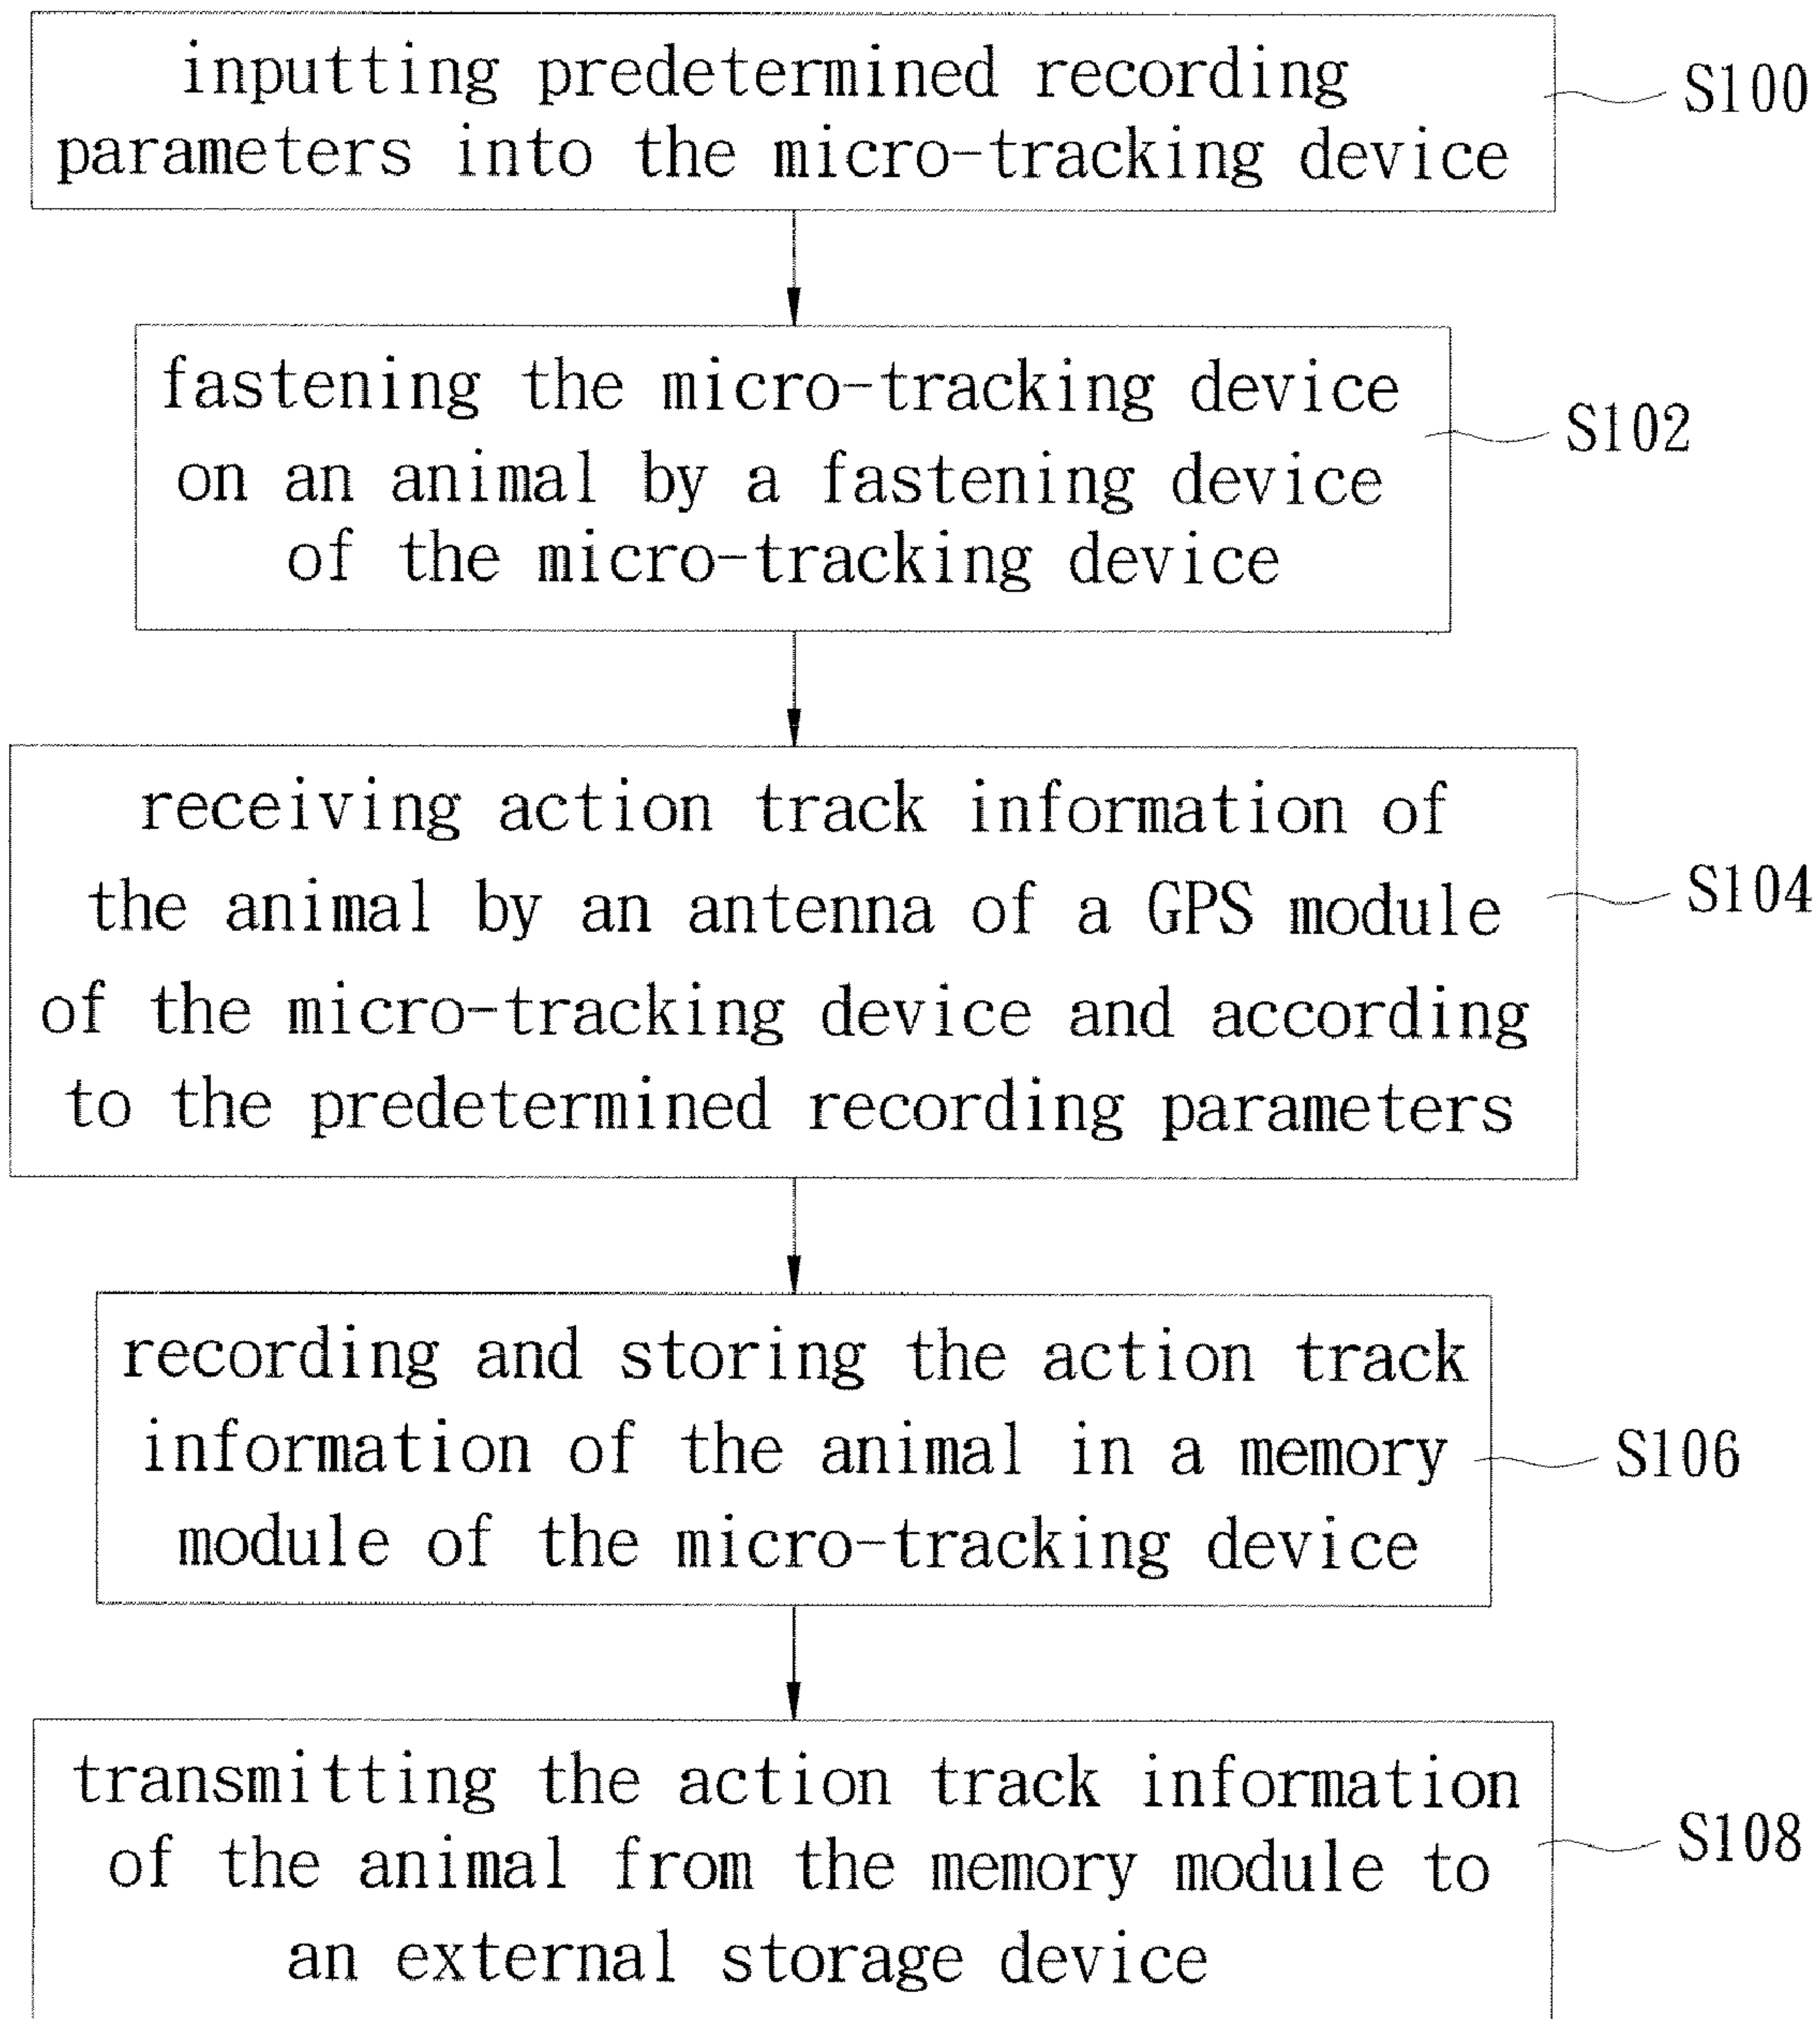 inputting predetermined recording
parameters into the micro-tracking device
S100
fastening the micro-tracking device
on an animal by a fastening device
of the micro-tracking device
S102
receiving action track information of
the animal by an antenna of a GPS module
of the micro-tracking device and according
to the predetermined recording parameters
S104
recording and storing the action track
information of the animal in a memory
module of the micro-tracking device
S106
transmitting the action track information
of the animal from the memory module to
an external storage device
S108